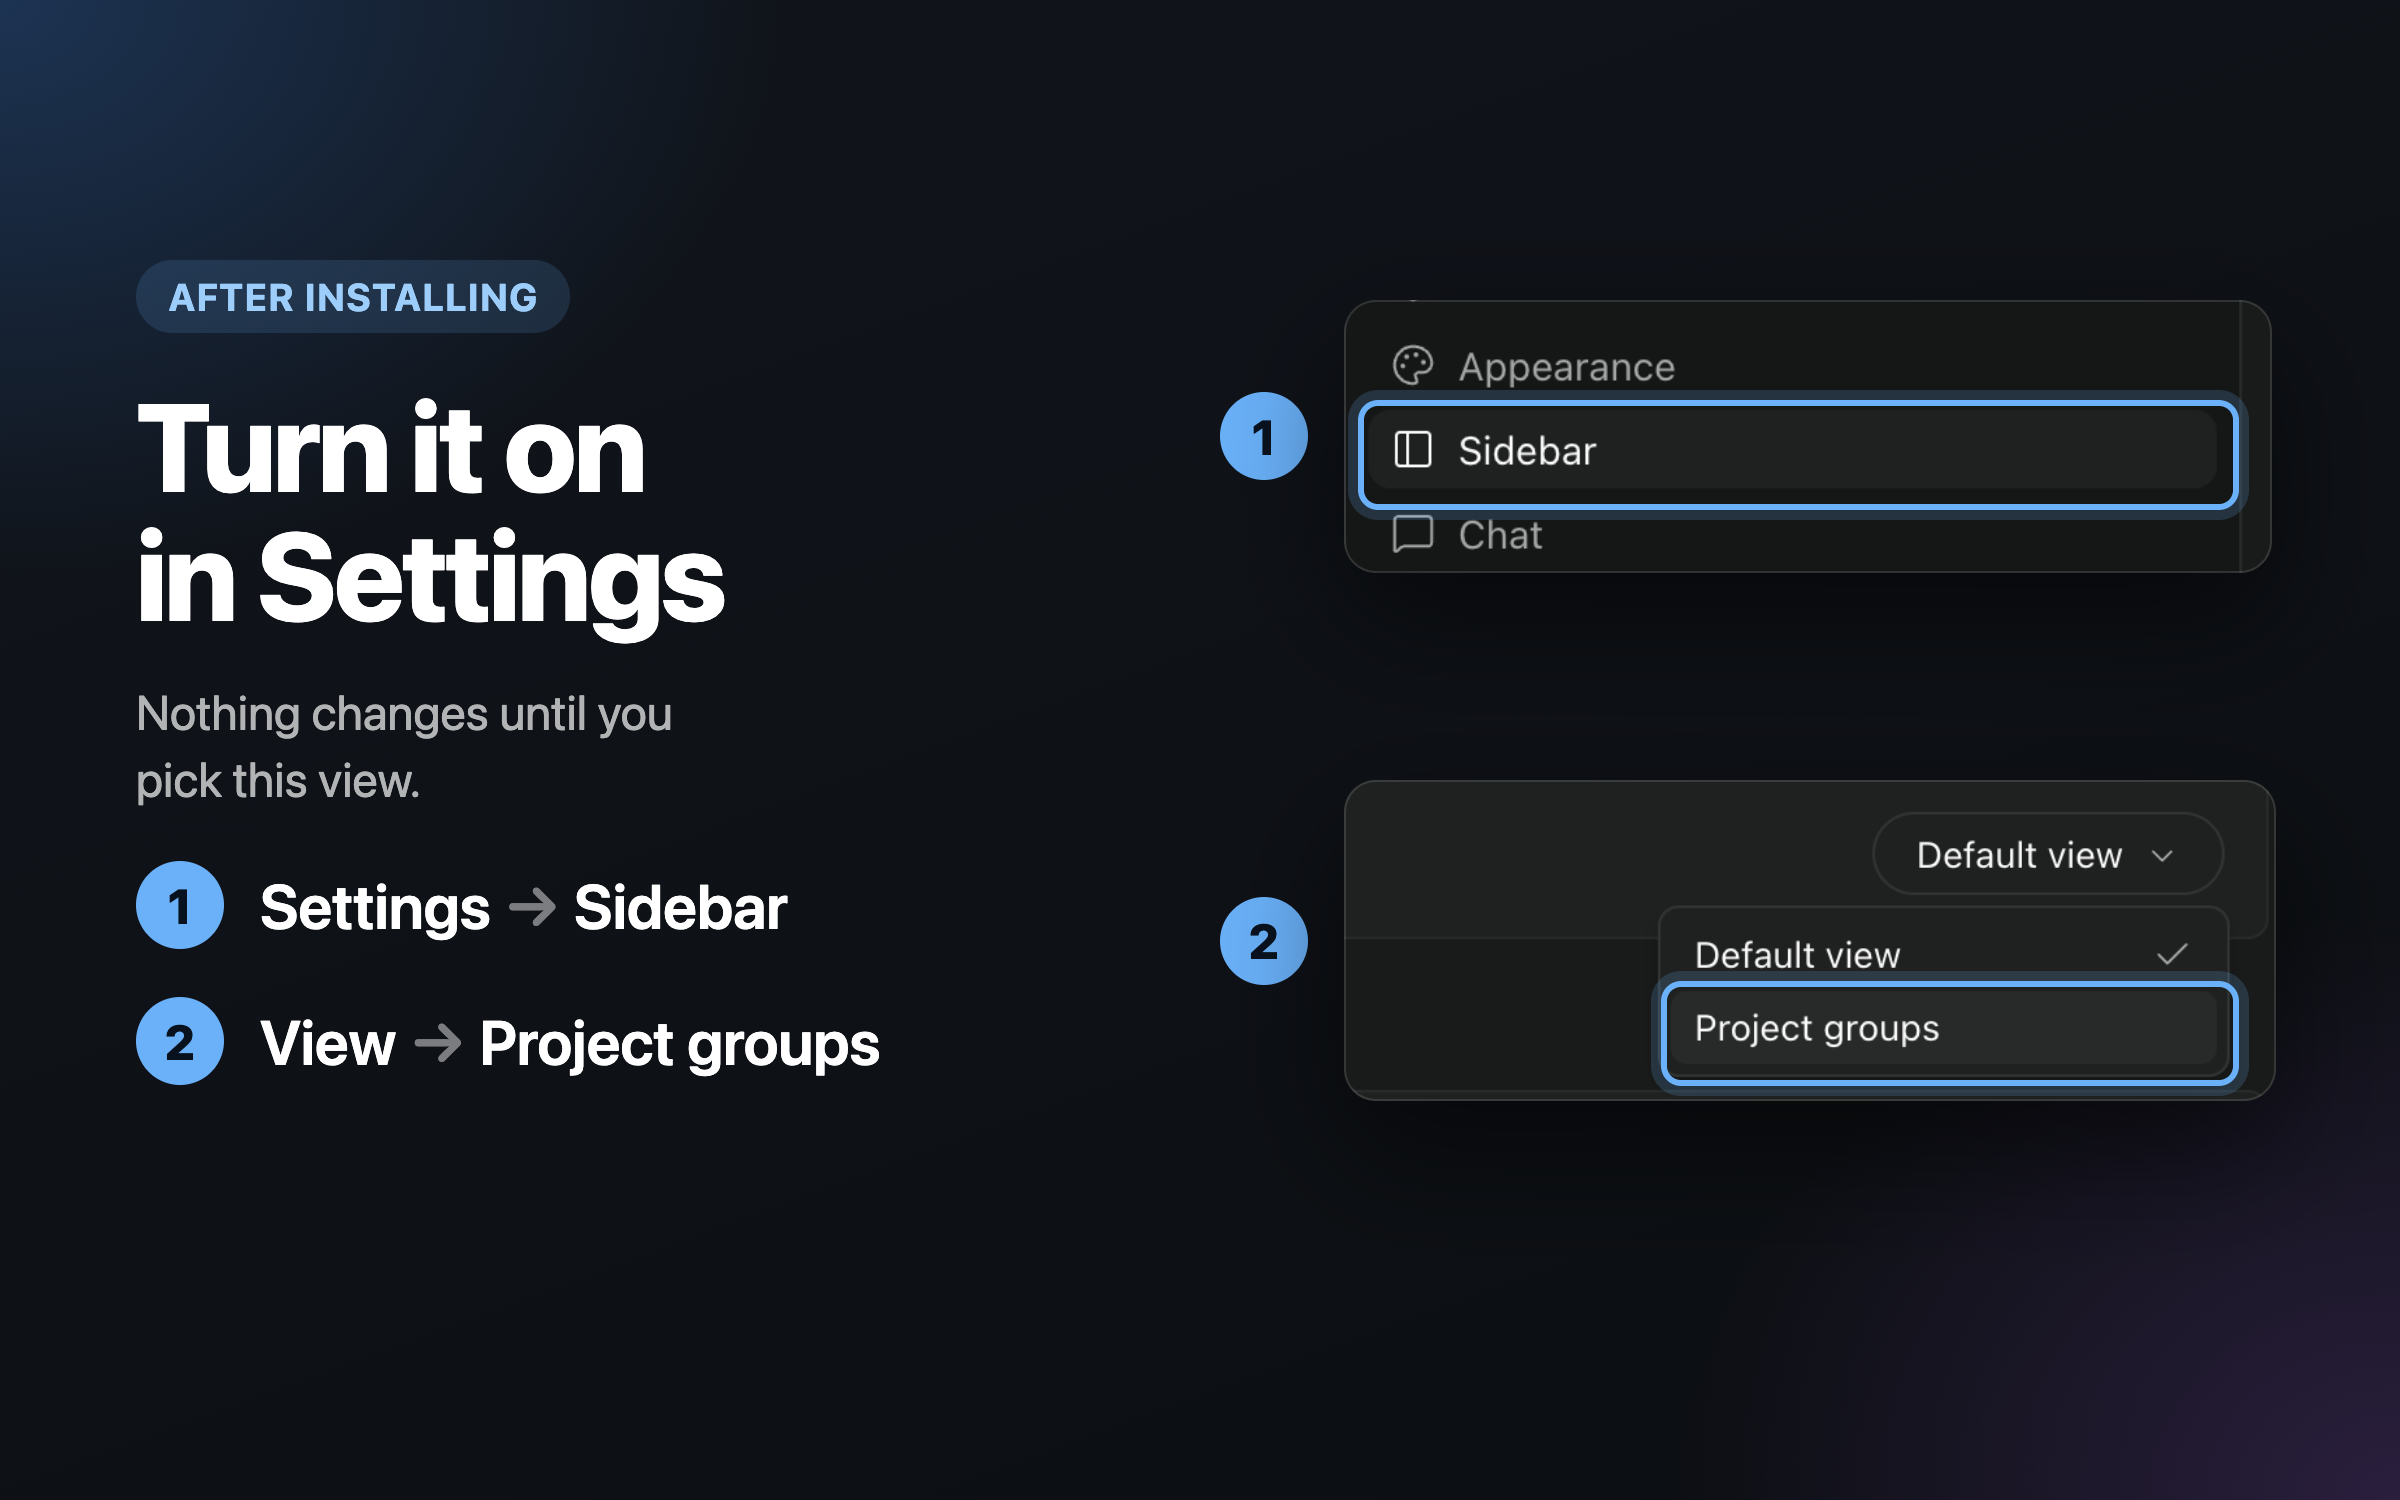 AFTER INSTALLING
Turn it on
in Settings
Nothing changes until you
pick this view.
1 Settings → Sidebar
2 View → Project groups
1
Appearance
Sidebar
Chat
2
Default view
Default view
Project groups